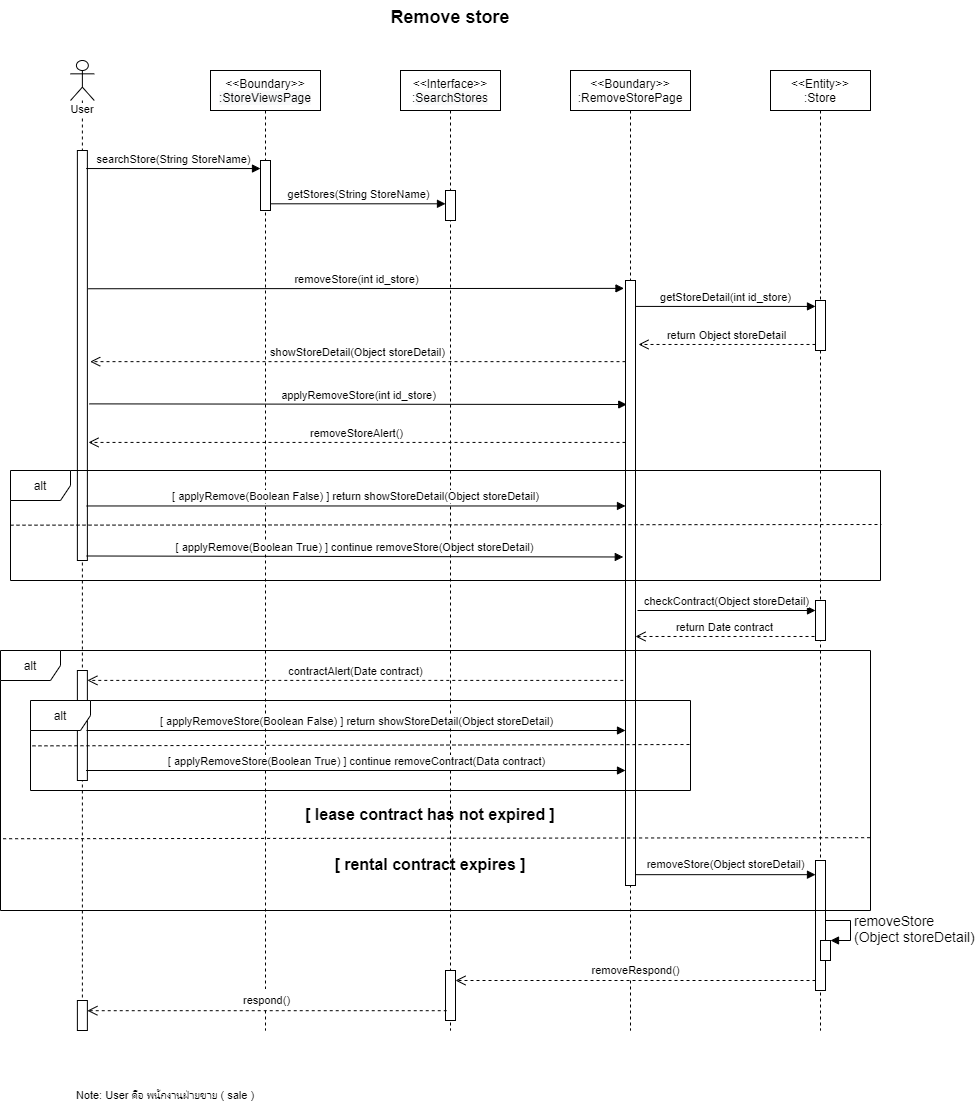 Remove store
User
<<Boundary>>
:StoreViewsPage
<<Interface>>
:SearchStores
<<Boundary>>
:RemoveStorePage
<<Entity>>
:Store
searchStore(String StoreName)
getStores(String StoreName)
removeStore(int id_store)
getStoreDetail(int id_store)
return Object storeDetail
showStoreDetail(Object storeDetail)
applyRemoveStore(int id_store)
removeStoreAlert()
alt
[ applyRemove(Boolean False) ] return showStoreDetail(Object storeDetail)
[ applyRemove(Boolean True) ] continue removeStore(Object storeDetail)
checkContract(Object storeDetail)
return Date contract
alt
contractAlert(Date contract)
alt
[ applyRemoveStore(Boolean False) ] return showStoreDetail(Object storeDetail)
[ applyRemoveStore(Boolean True) ] continue removeContract(Data contract)
[ lease contract has not expired ]
[ rental contract expires ]
removeStore(Object storeDetail)
removeStore
(Object storeDetail)
removeRespond()
respond()
Note: User คือ พนักงานฝ่ายขาย ( sale )